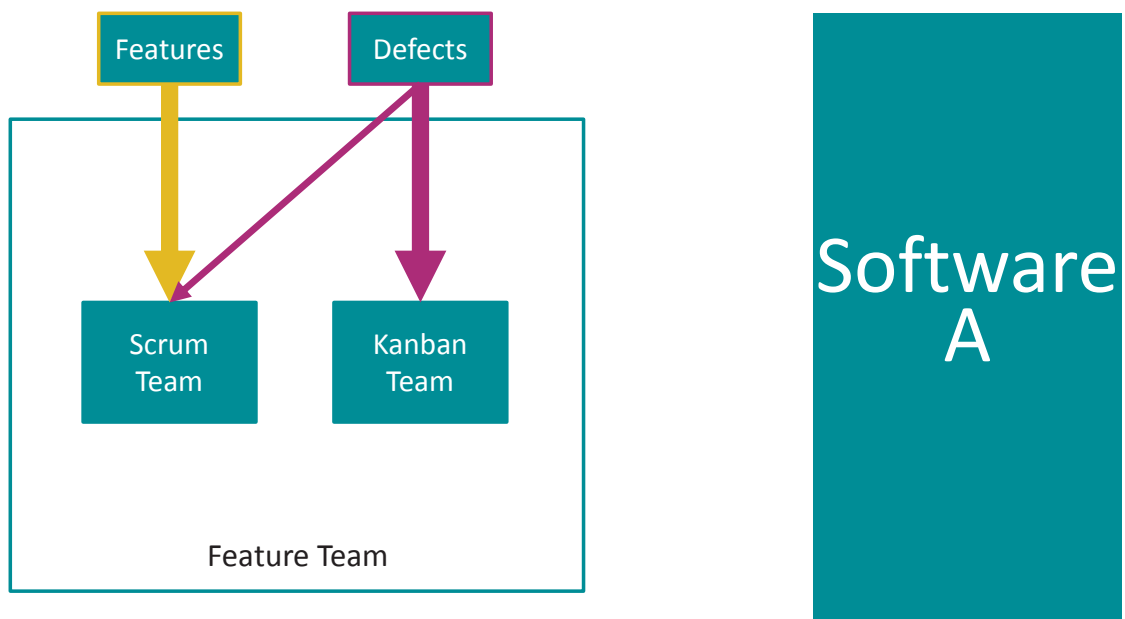 Features
Defects
Scrum
Team
Kanban
Team
Feature Team
Software
A